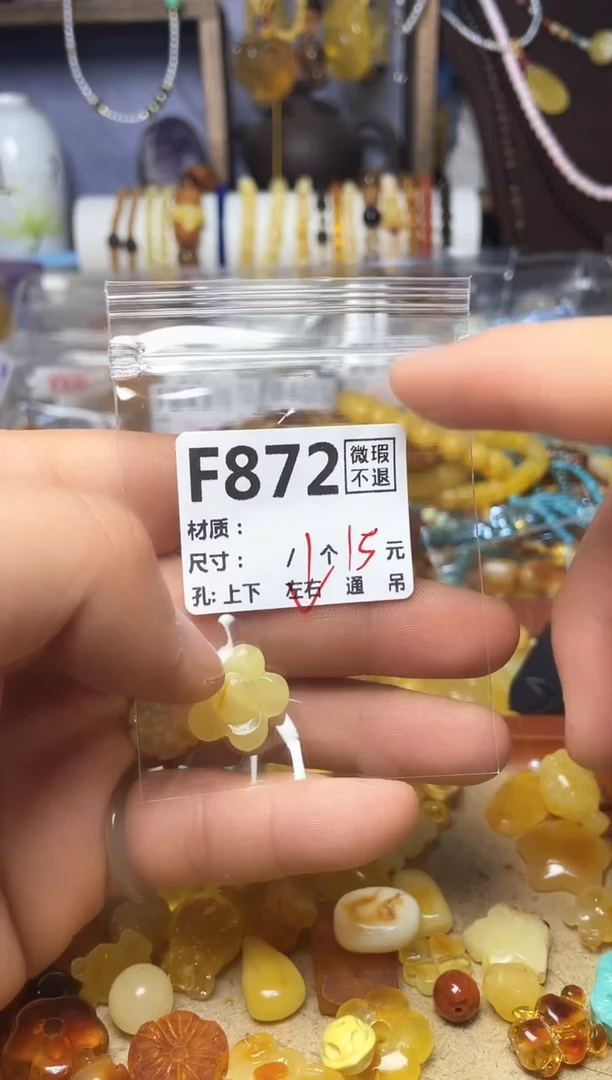 F872 微瑕
不退
材质：
尺寸： / 1个 15元
孔：上下 左右 通 吊